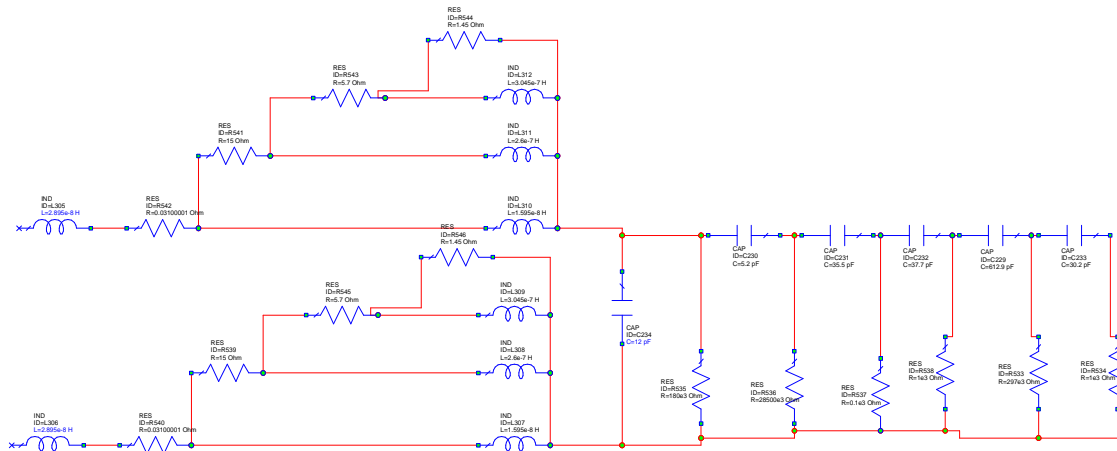 RES
ID=R544
R=1.45 Ohm
RES
ID=R543
R=5.7 Ohm
IND
ID=L312
L=3.045e-7 H
RES
ID=R541
R=15 Ohm
IND
ID=L311
L=2.6e-7 H
IND
ID=L305
L=2.895e-8 H
RES
ID=R542
R=0.03100001 Ohm
IND
ID=L310
L=1.595e-8 H
RES
ID=R546
R=1.45 Ohm
CAP
ID=C230
C=5.2 pF
CAP
ID=C231
C=35.5 pF
CAP
ID=C232
C=37.7 pF
CAP
ID=C229
C=612.9 pF
CAP
ID=C233
C=30.2 pF
RES
ID=R545
R=5.7 Ohm
IND
ID=L309
L=3.045e-7 H
CAP
ID=C234
C=12 pF
RES
ID=R539
R=15 Ohm
IND
ID=L308
L=2.6e-7 H
RES
ID=R535
R=180e3 Ohm
RES
ID=R536
R=28500e3 Ohm
RES
ID=R537
R=0.1e3 Ohm
RES
ID=R538
R=1e3 Ohm
RES
ID=R533
R=297e3 Ohm
RES
ID=R534
R=1e3 Ohm
IND
ID=L306
L=2.895e-8 H
RES
ID=R540
R=0.03100001 Ohm
IND
ID=L307
L=1.595e-8 H